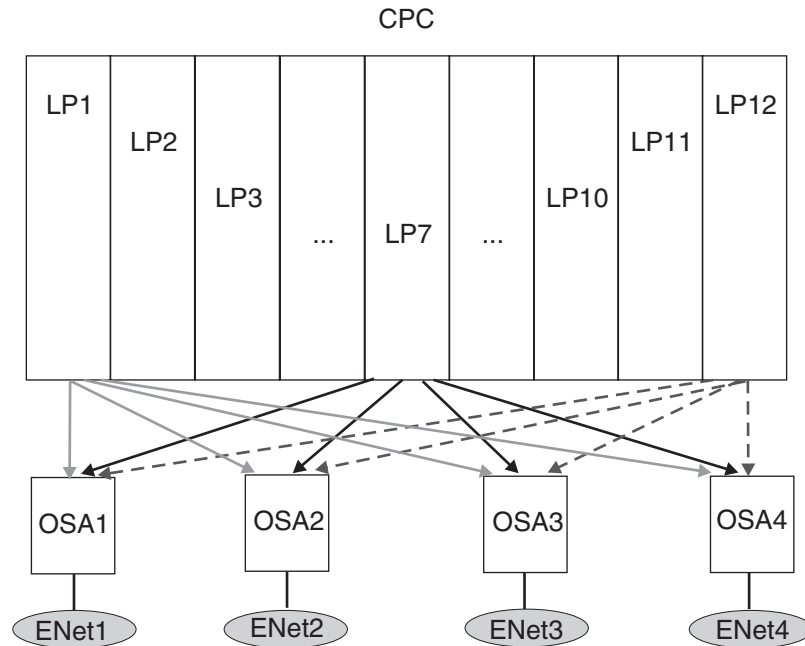 CPC
LP1
LP2
LP3
...
LP7
...
LP10
LP11
LP12
OSA1
OSA2
OSA3
OSA4
ENet1
ENet2
ENet3
ENet4